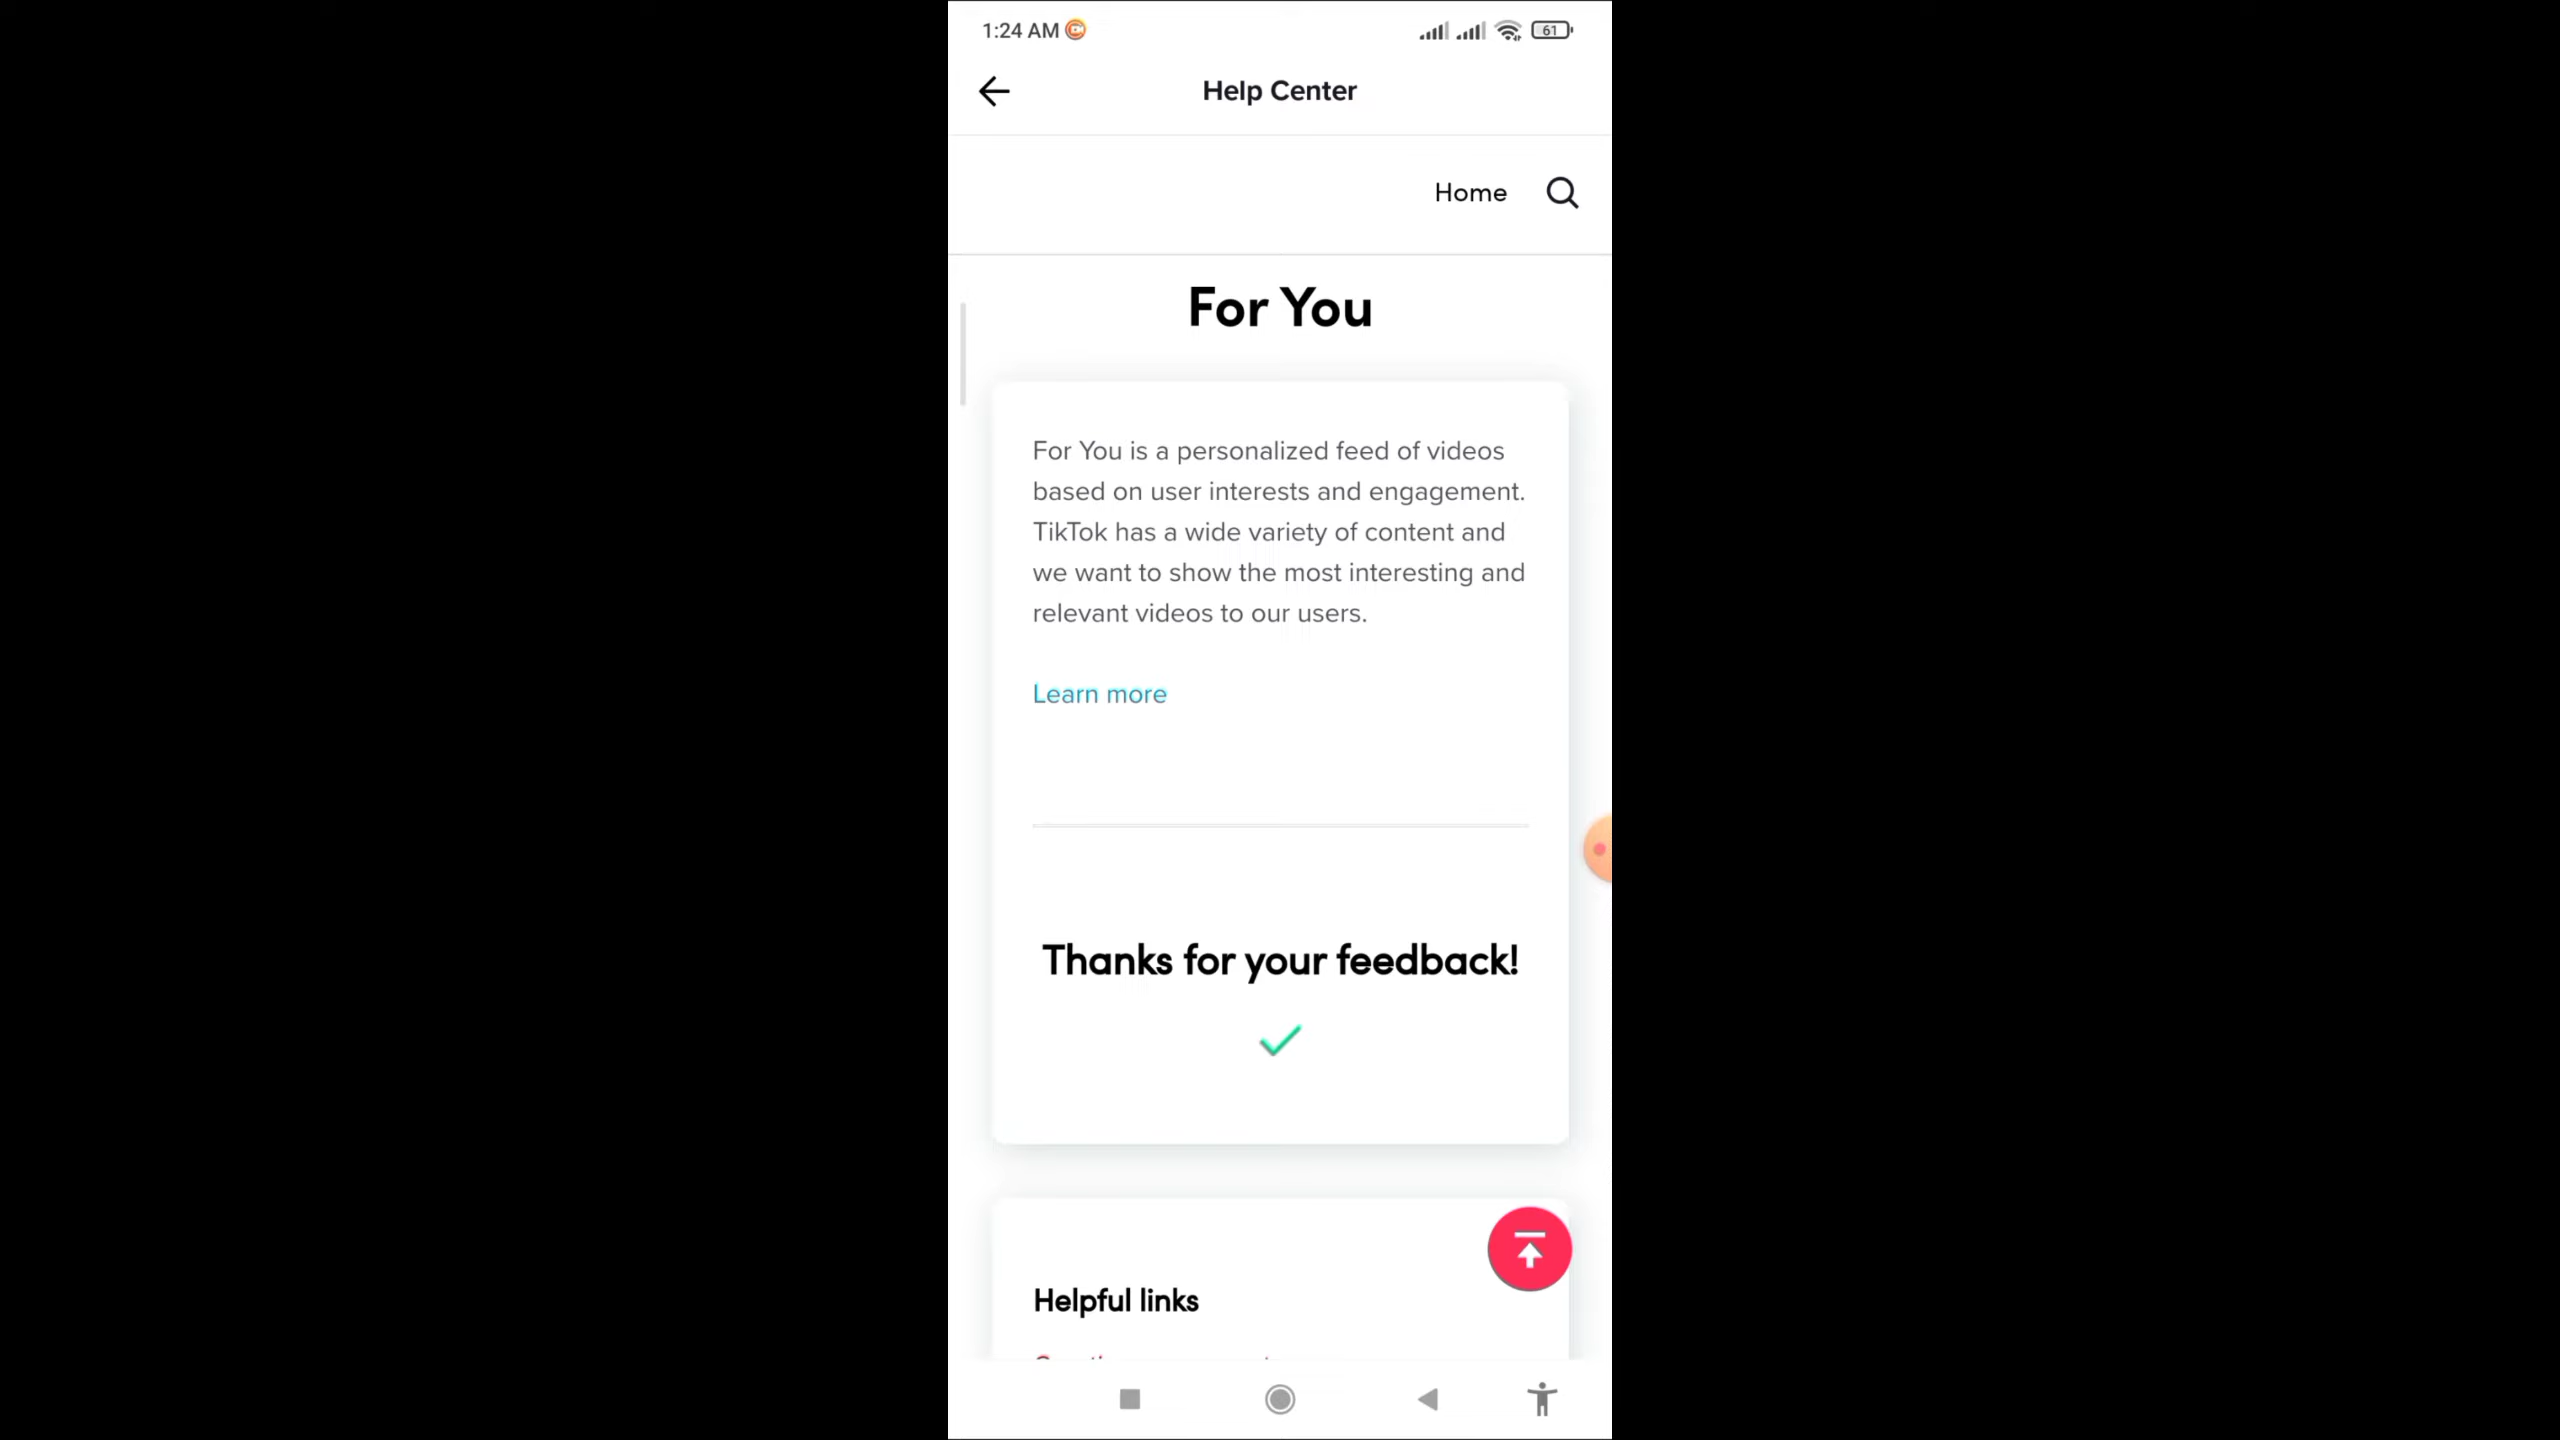 1:24 AM
61
Help Center
Home
For You
For You is a personalized feed of videos
based on user interests and engagement.
TikTok has a wide variety of content and
we want to show the most interesting and
relevant videos to our users.
Learn more
Thanks for your feedback!
Helpful links